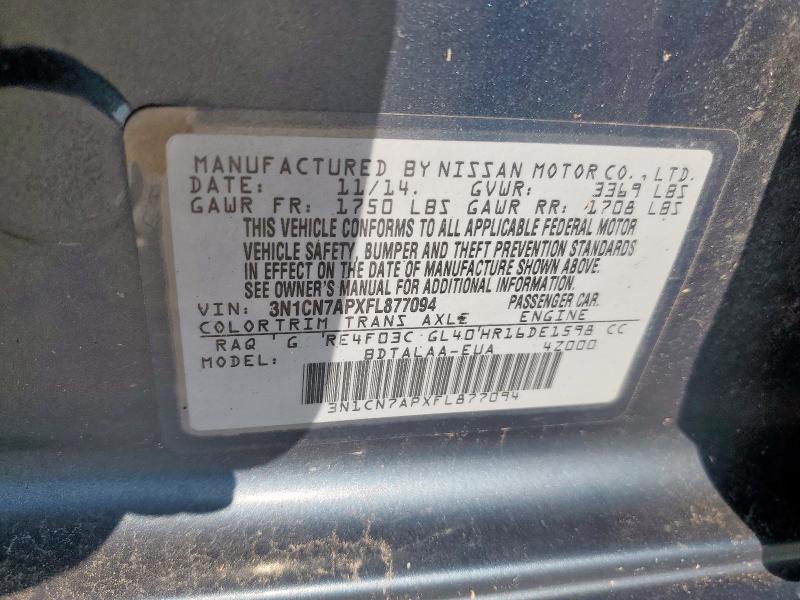 MANUFACTURED BY NISSAN MOTOR CO., LTD.
DATE: 11/14. GVWR: 3369 LBS
GAWR FR: 1750 LBS GAWR RR: 1708 LBS
THIS VEHICLE CONFORMS TO ALL APPLICABLE FEDERAL MOTOR
VEHICLE SAFETY, BUMPER AND THEFT PREVENTION STANDARDS
IN EFFECT ON THE DATE OF MANUFACTURE SHOWN ABOVE.
SEE OWNER'S MANUAL FOR ADDITIONAL INFORMATION.
VIN: 3N1CN7APXFL877094 PASSENGER CAR.
COLOR TRIM TRANS AXLE ENGINE
RAQ ' G 'RE4F03C GL40'HR16DE1598 CC
MODEL: BDTALAA-EUA 4Z000
3N1CN7APXFL877094